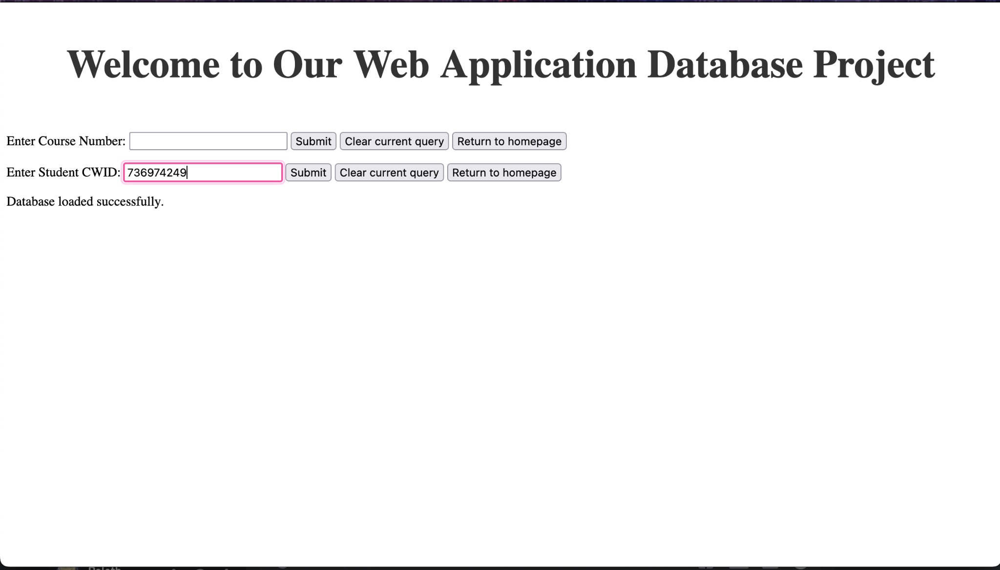 Welcome to Our Web Application Database Project
Enter Course Number: Submit Clear current query Return to homepage
Enter Student CWID: 736974249 Submit Clear current query Return to homepage
Database loaded successfully.